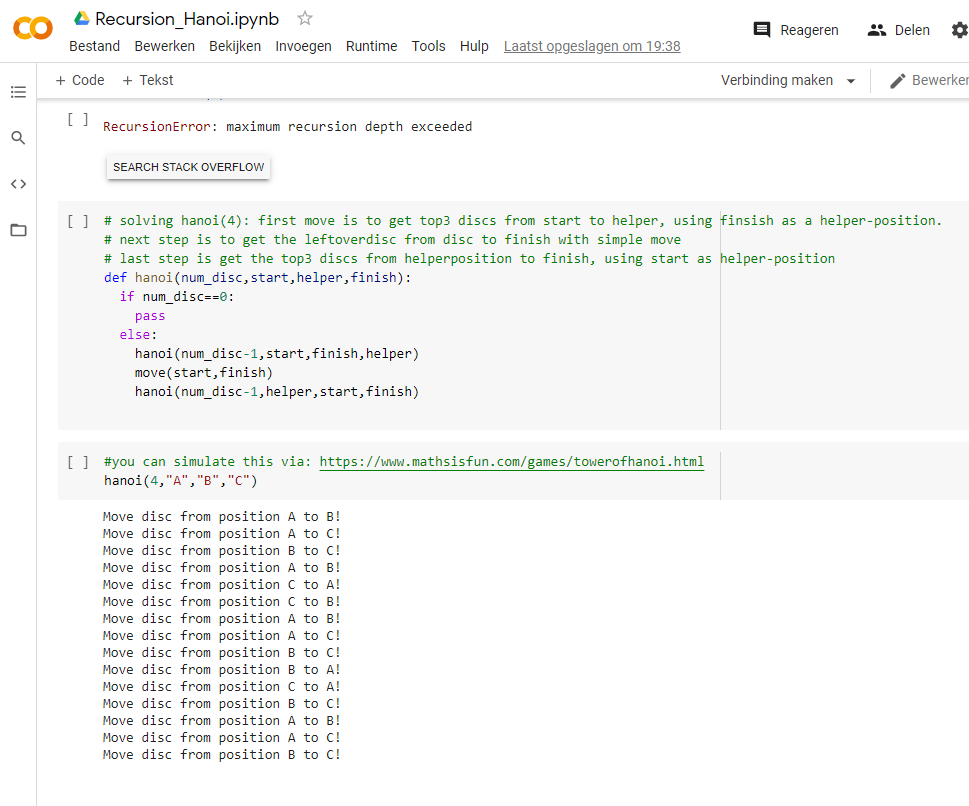 Recursion_Hanoi.ipynb
Bestand Bewerken Bekijken Invoegen Runtime Tools Hulp Laatst opgeslagen om 19:38
Reageren Delen
+ Code + Tekst
Verbinding maken
[ ] RecursionError: maximum recursion depth exceeded
SEARCH STACK OVERFLOW
[ ] # solving hanoi(4): first move is to get top3 discs from start to helper, using finsish as a helper-position.
# next step is to get the leftoverdisc from disc to finish with simple move
# last step is get the top3 discs from helperposition to finish, using start as helper-position
def hanoi(num_disc,start,helper,finish):
  if num_disc==0:
    pass
  else:
    hanoi(num_disc-1,start,finish,helper)
    move(start,finish)
    hanoi(num_disc-1,helper,start,finish)
[ ] #you can simulate this via: https://www.mathsisfun.com/games/towerofhanoi.html
hanoi(4,"A","B","C")
Move disc from position A to B!
Move disc from position A to C!
Move disc from position B to C!
Move disc from position A to B!
Move disc from position C to A!
Move disc from position C to B!
Move disc from position A to B!
Move disc from position A to C!
Move disc from position B to C!
Move disc from position B to A!
Move disc from position C to A!
Move disc from position B to C!
Move disc from position A to B!
Move disc from position A to C!
Move disc from position B to C!